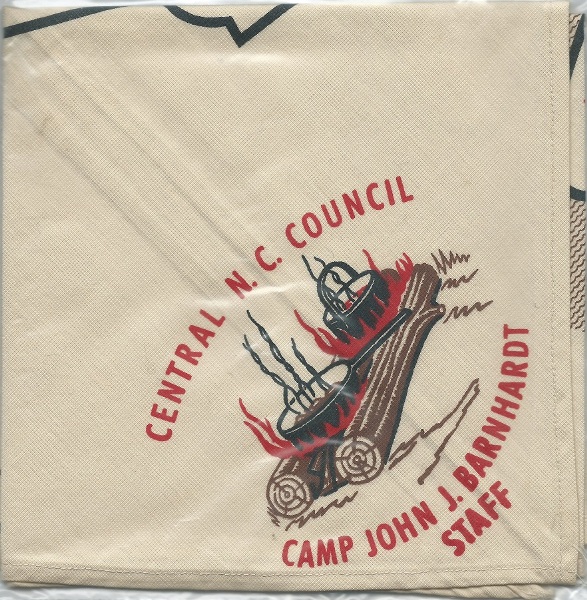 CENTRAL N. C. COUNCIL
CAMP JOHN J. BARNHARDT
STAFF